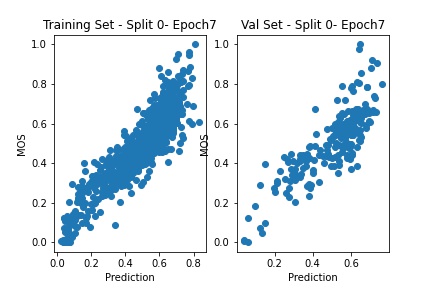 Training Set - Split 0- Epoch7
MOS
1.0
0.8
0.6
0.4
0.2
0.0
0.0 0.2 0.4 0.6 0.8
Prediction
Val Set - Split 0- Epoch7
MOS
1.0
0.8
0.6
0.4
0.2
0.0
0.2 0.4 0.6
Prediction